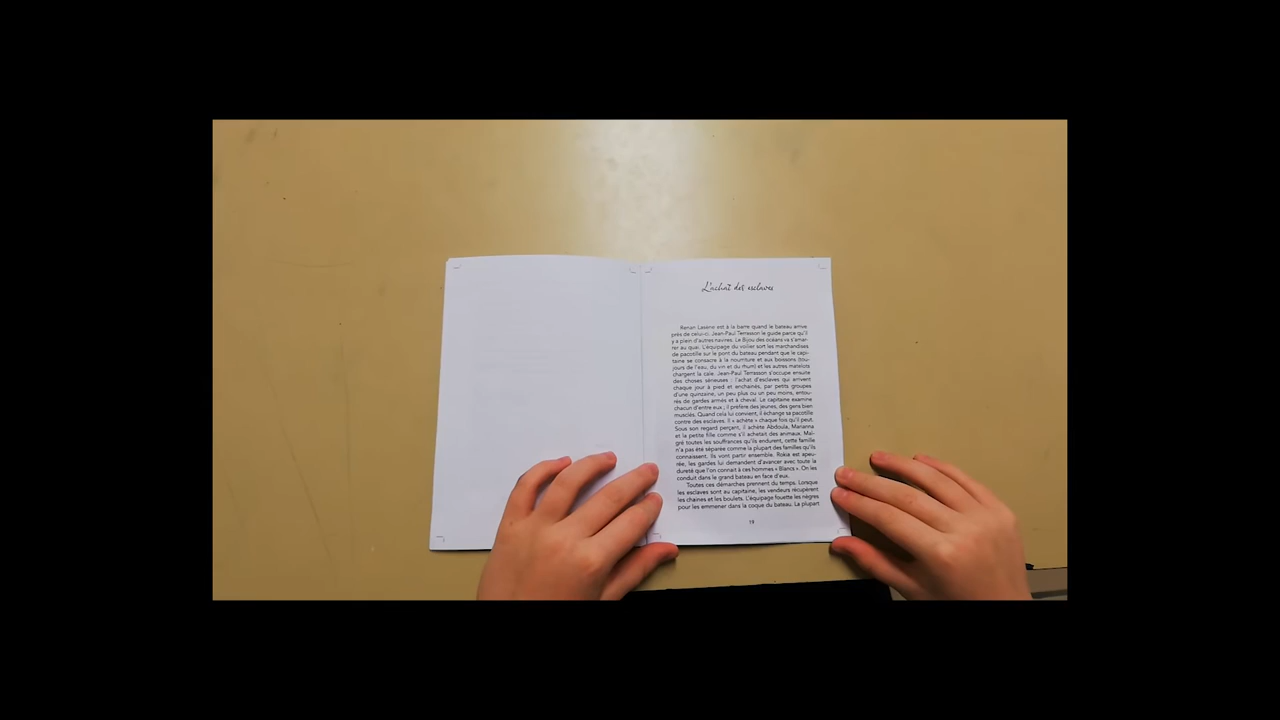 L'achat des esclaves
Renan Lasène est à la barre quand le bateau arrive
près de celui-ci. Jean-Paul Terrasson le guide parce qu'il
y a plein d'autres navires. Le Bijou des océans va s'amar-
rer au quai. L'équipage du voilier sort les marchandises
de pacotille sur le pont du bateau pendant que le capi-
taine se consacre à la nourriture et aux boissons (tou-
jours de l'eau, du vin et du rhum) et les autres matelots
chargent la cale. Jean-Paul Terrasson s'occupe ensuite
des choses sérieuses : l'achat d'esclaves qui arrivent
chaque jour à pied et enchainés, par petits groupes
d'une quinzaine, un peu plus ou un peu moins, entou-
rés de gardes armés et à cheval. Le capitaine examine
chacun d'entre eux ; il préfère des jeunes, des gens bien
musclés. Quand cela lui convient, il échange sa pacotille
contre des esclaves. Il « achète » chaque fois qu'il peut.
Sous son regard perçant, il achète Abdoula, Marianna
et la petite fille comme s'il achetait des animaux. Mal-
gré toutes les souffrances qu'ils endurent, cette famille
n'a pas été séparée comme la plupart des familles qu'ils
connaissent. Ils vont partir ensemble. Rokia est apeu-
rée, les gardes lui demandent d'avancer avec toute la
dureté que l'on connait à ces hommes « Blancs ». On les
conduit dans le grand bateau en face d'eux.
Toutes ces démarches prennent du temps. Lorsque
les esclaves sont au capitaine, les vendeurs récupèrent
les chaines et les boulets. L'équipage fouette les nègres
pour les emmener dans la coque du bateau. La plupart